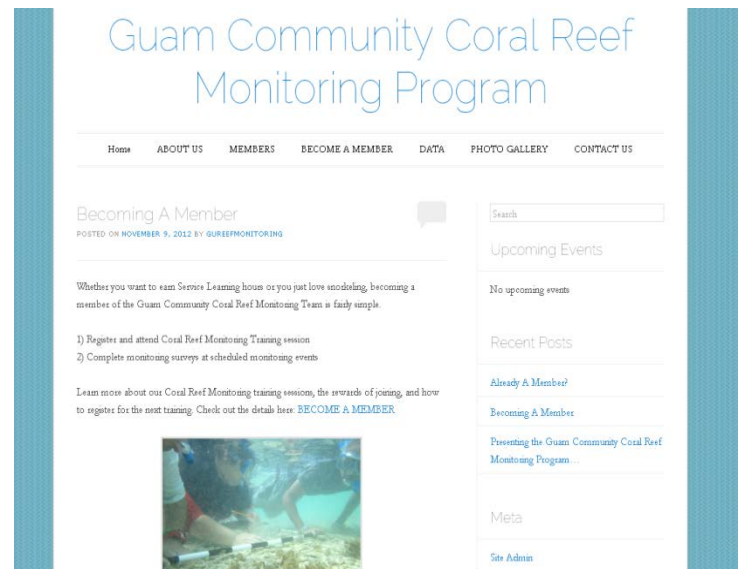 Guam Community Coral Reef
Monitoring Program
Home ABOUT US MEMBERS BECOME A MEMBER DATA PHOTO GALLERY CONTACT US
Becoming A Member
POSTED ON NOVEMBER 9, 2012 BY GUREEFMONITORING
Whether you want to earn Service Learning hours or you just love snorkeling, becoming a
member of the Guam Community Coral Reef Monitoring Team is fairly simple.
1) Register and attend Coral Reef Monitoring Training session
2) Complete monitoring surveys at scheduled monitoring events
Learn more about our Coral Reef Monitoring training sessions, the rewards of joining, and how
to register for the next training. Check out the details here: BECOME A MEMBER
Search
Upcoming Events
No upcoming events
Recent Posts
Already A Member?
Becoming A Member
Presenting the Guam Community Coral Reef
Monitoring Program…
Meta
Site Admin